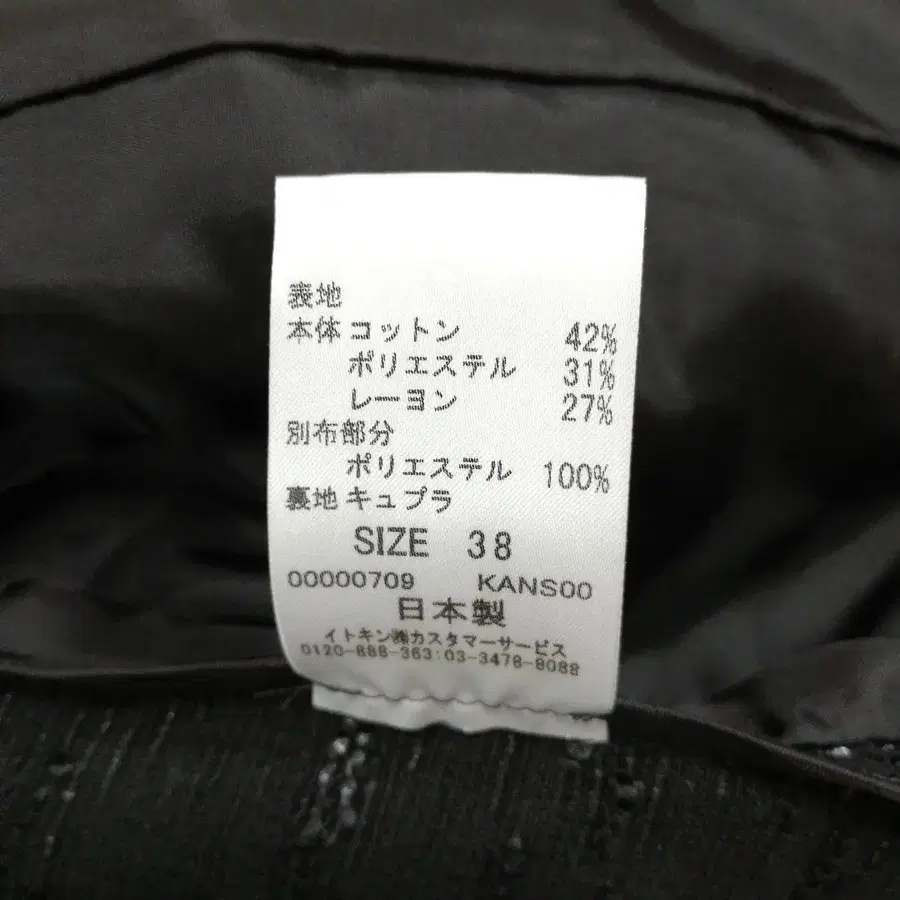 表地
本体 コットン 42%
ポリエステル 31%
レーヨン 27%
別布部分
ポリエステル 100%
裏地 キュプラ
SIZE 38
00000709 KANS00
日本製
イトキン㈱カスタマーサービス
0120-888-363:03-3478-8088